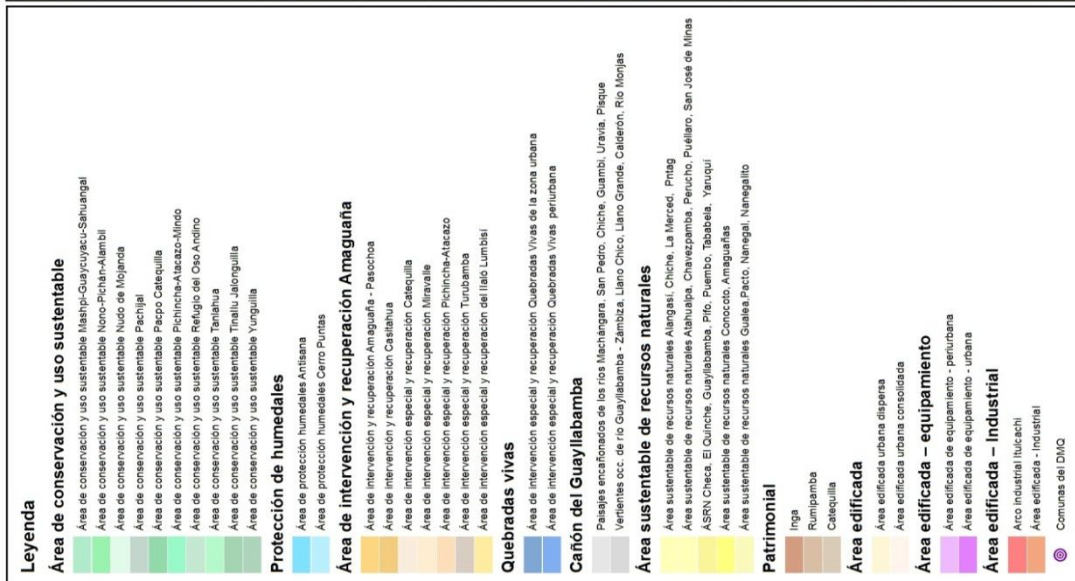 Leyenda
Área de conservación y uso sustentable
Área de conservación y uso sustentable Mashpi-Guaycuyacu-Sahuangal
Área de conservación y uso sustentable Nono-Pichán-Alambil
Área de conservación y uso sustentable Nudo de Mojanda
Área de conservación y uso sustentable Pachijal
Área de conservación y uso sustentable Pacpo Catequilla
Área de conservación y uso sustentable Pichincha-Atacazo-Mindo
Área de conservación y uso sustentable Refugio del Oso Andino
Área de conservación y uso sustentable Tanlahua
Área de conservación y uso sustentable Tinallu Jalonguilla
Área de conservación y uso sustentable Yunguilla
Protección de humedales
Área de protección humedales Antisana
Área de protección humedales Cerro Puntas
Área de intervención y recuperación Amaguaña
Área de intervención y recuperación Amaguaña - Pasochoa
Área de intervención y recuperación Casitahua
Área de intervención especial y recuperación Catequilla
Área de intervención especial y recuperación Miravalle
Área de intervención especial y recuperación Pichincha-Atacazo
Área de intervención especial y recuperación Turubamba
Área de intervención especial y recuperación del Ilaló Lumbisí
Quebradas vivas
Área de intervención especial y recuperación Quebradas Vivas de la zona urbana
Área de intervención especial y recuperación Quebradas Vivas periurbana
Cañón del Guayllabamba
Paisajes encañonados de los ríos Machángara, San Pedro, Chiche, Guambi, Uravia, Pisque
Vertientes occ. de río Guayllabamba - Zámbiza, Llano Chico, Llano Grande, Calderón, Río Monjas
Área sustentable de recursos naturales
Área sustentable de recursos naturales Alangasí, Chiche, La Merced, Pntag
Área sustentable de recursos naturales Atahualpa, Chavezpamba, Perucho, Puéllaro, San José de Minas
ASRN Checa, El Quinche, Guayllabamba, Pifo, Puembo, Tababela, Yaruquí
Área sustentable de recursos naturales Conocoto, Amaguañas
Área sustentable de recursos naturales Gualea,Pacto, Nanegal, Nanegalito
Patrimonial
Inga
Rumipamba
Catequilla
Área edificada
Área edificada urbana dispersa
Área edificada urbana consolidada
Área edificada – equipamiento
Área edificada de equipamiento - periurbana
Área edificada de equipamiento - urbana
Área edificada – Industrial
Arco Industrial Itulcachi
Área edificada - Industrial
Comunas del DMQ